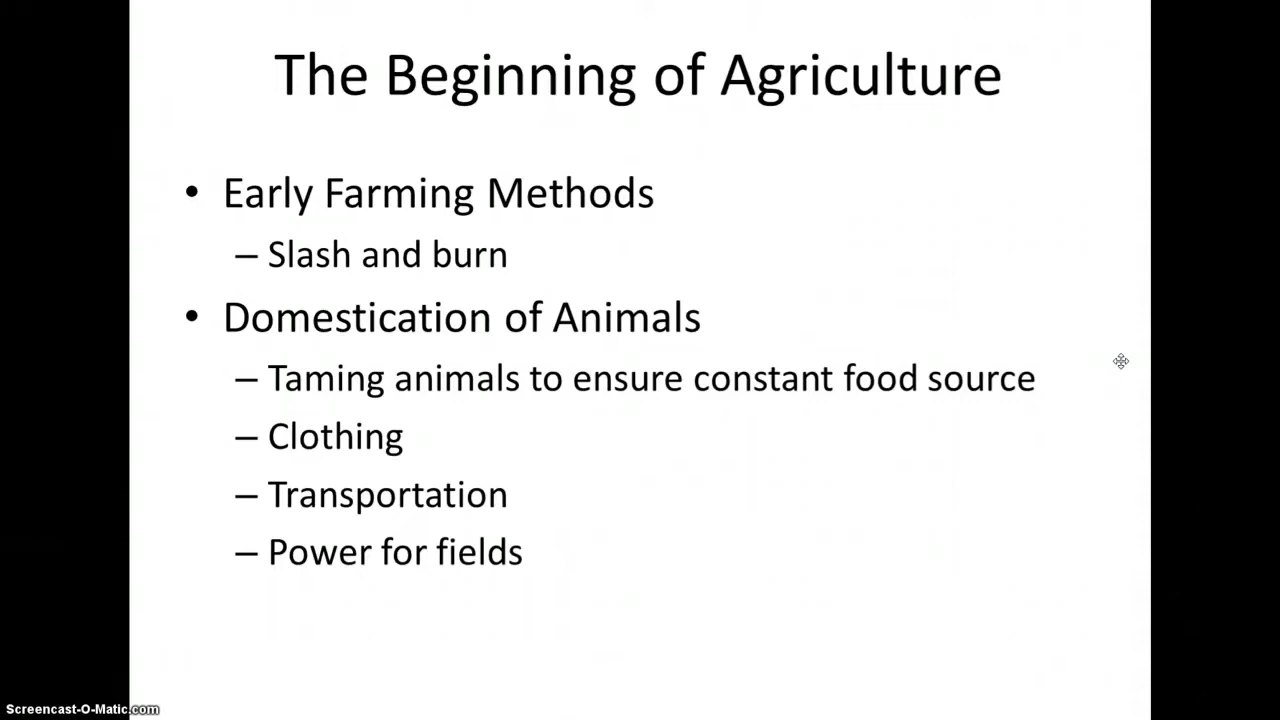 The Beginning of Agriculture
• Early Farming Methods
– Slash and burn
• Domestication of Animals
– Taming animals to ensure constant food source
– Clothing
– Transportation
– Power for fields
Screencast-O-Matic.com